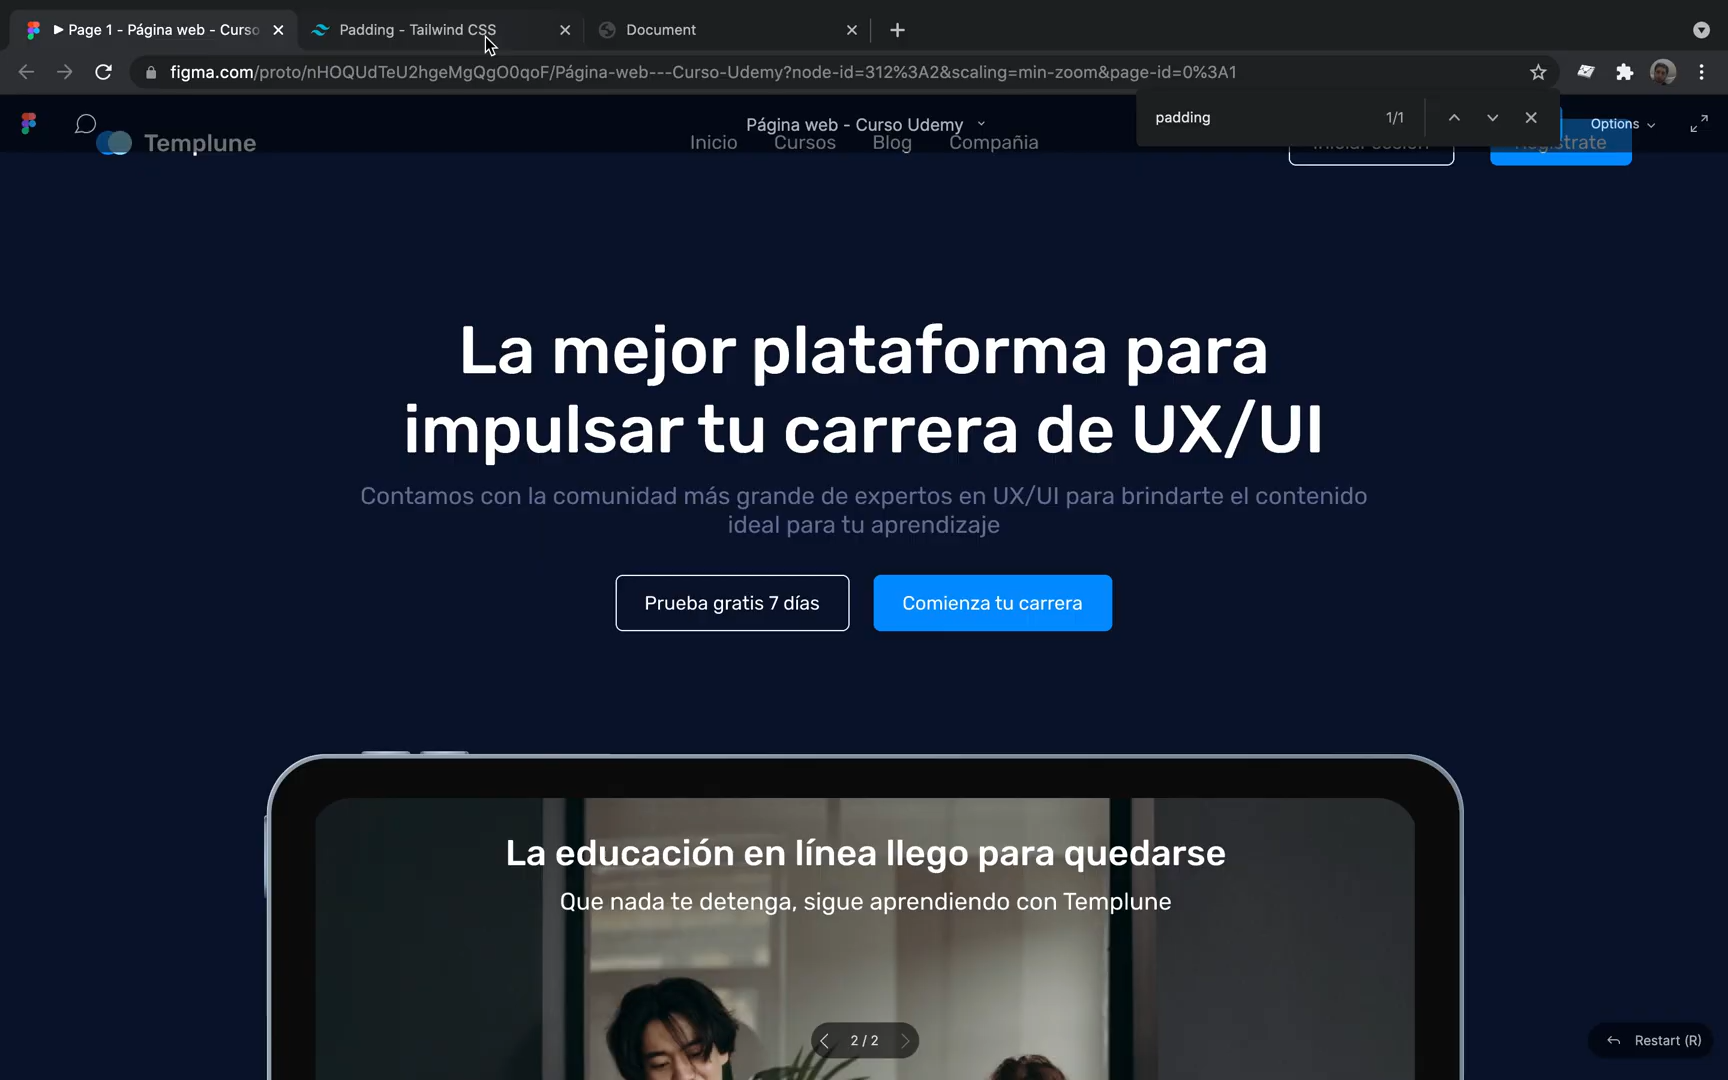 Page 1 - Página web - Curso
Padding - Tailwind CSS
Document
figma.com/proto/nHOQUdTeU2hgeMgQgO0qoF/Página-web---Curso-Udemy?node-id=312%3A2&scaling=min-zoom&page-id=0%3A1
padding
1/1
Página web - Curso Udemy
Options
Templune
Inicio
Cursos
Blog
Compañia
Iniciar sesión
Registrate
La mejor plataforma para
impulsar tu carrera de UX/UI
Contamos con la comunidad más grande de expertos en UX/UI para brindarte el contenido
ideal para tu aprendizaje
Prueba gratis 7 días
Comienza tu carrera
La educación en línea llego para quedarse
Que nada te detenga, sigue aprendiendo con Templune
2 / 2
Restart (R)